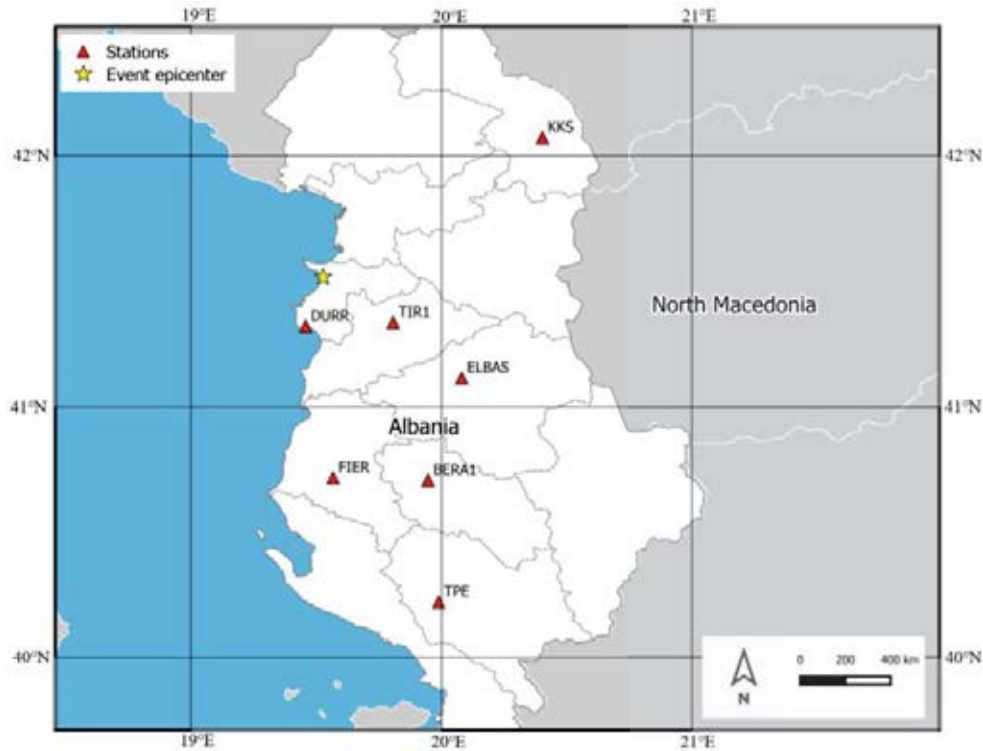 19°E 20°E 21°E
Stations
Event epicenter
KKS
42°N 42°N
DURR
TIR1
North Macedonia
ELBAS
41°N 41°N
Albania
FIER
BERA1
TPE
40°N 40°N
0 200 400 km
N
19°E 20°E 21°E